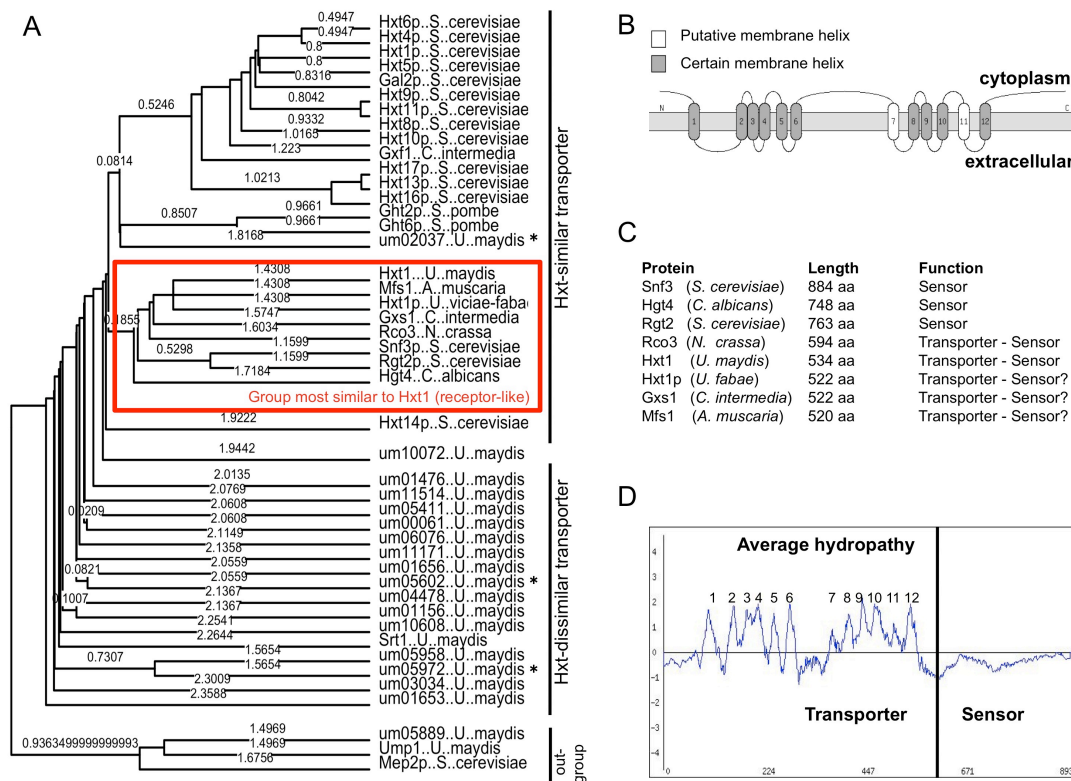 A
0.4947
Hxt6p..S..cerevisiae
0.4947
Hxt4p..S..cerevisiae
0.8
Hxt1p..S..cerevisiae
0.8
Hxt5p..S..cerevisiae
0.8316
Gal2p..S..cerevisiae
Hxt9p..S..cerevisiae
0.8042
Hxt11p..S..cerevisiae
0.5246
0.9332
Hxt8p..S..cerevisiae
1.0165
Hxt10p..S..cerevisiae
1.223
Gxf1..C..intermedia
0.0814
Hxt17p..S..cerevisiae
1.0213
Hxt13p..S..cerevisiae
Hxt16p..S..cerevisiae
0.8507
0.9661
Ght2p..S..pombe
0.9661
Ght6p..S..pombe
1.8168
um02037..U..maydis *
Hxt-similar transporter
1.4308
Hxt1...U..maydis
1.4308
Mfs1..A..muscaria
1.4308
Hxt1p..U..viciae-fabae
1.5747
Gxs1..C..intermedia
0.1855
1.6034
Rco3..N..crassa
1.1599
Snf3p..S..cerevisiae
0.5298
1.1599
Rgt2p..S..cerevisiae
1.7184
Hgt4..C..albicans
Group most similar to Hxt1 (receptor-like)
1.9222
Hxt14p..S..cerevisiae
1.9442
um10072..U..maydis
2.0135
um01476..U..maydis
2.0769
um11514..U..maydis
2.0608
um05411..U..maydis
0.0209
2.0608
um00061..U..maydis
2.1149
um06076..U..maydis
2.1358
um11171..U..maydis
2.0559
um01656..U..maydis
0.0821
2.0559
um05602..U..maydis *
2.1367
um04478..U..maydis
0.1007
2.1367
um01156..U..maydis
2.2541
um10608..U..maydis
2.2644
Srt1..U..maydis
1.5654
um05958..U..maydis
0.7307
1.5654
um05972..U..maydis *
2.3009
um03034..U..maydis
2.3588
um01653..U..maydis
Hxt-dissimilar transporter
1.4969
um05889..U..maydis
0.9363499999999993
1.4969
Ump1..U..maydis
1.6756
Mep2p..S..cerevisiae
out-
group
B
Putative membrane helix
Certain membrane helix
cytoplasm
N
C
1 2 3 4 5 6 7 8 9 10 11 12
extracellular
C
Protein Length Function
Snf3 (S. cerevisiae) 884 aa Sensor
Hgt4 (C. albicans) 748 aa Sensor
Rgt2 (S. cerevisiae) 763 aa Sensor
Rco3 (N. crassa) 594 aa Transporter - Sensor
Hxt1 (U. maydis) 534 aa Transporter - Sensor
Hxt1p (U. fabae) 522 aa Transporter - Sensor?
Gxs1 (C. intermedia) 522 aa Transporter - Sensor?
Mfs1 (A. muscaria) 520 aa Transporter - Sensor?
D
Average hydropathy
4
3
2
1
0
-1
-2
-3
-4
1 2 3 4 5 6 7 8 9 10 11 12
0
Transporter
Sensor
0 224 447 671 893